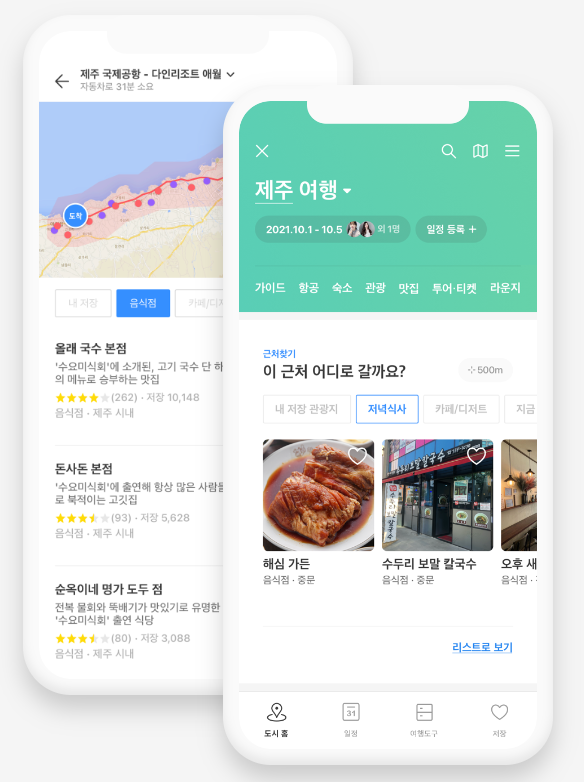 제주 국제공항 - 다인리조트 애월
자동차로 31분 소요
도착
내 저장
음식점
올래 국수 본점
'수요미식회'에 소개된, 고기 국수 단 하
의 메뉴로 승부하는 맛집
(262) · 저장 10,148
음식점 · 제주 시내
돈사돈 본점
'수요미식회'에 출연해 항상 많은 사람들
로 북적이는 고깃집
(93) · 저장 5,628
음식점 · 제주 시내
순옥이네 명가 도두 점
전복 물회와 뚝배기가 맛있기로 유명한
'수요미식회' 출연 식당
(80) · 저장 3,088
음식점 · 제주 시내
제주 여행
2021.10.1 - 10.5 외 1명
일정 등록 +
가이드 항공 숙소 관광 맛집 투어·티켓 라운지
근처찾기
이 근처 어디로 갈까요?
500m
내 저장 관광지
저녁식사
카페/디저트
지금
수두리보말칼국수
해심 가든
음식점 · 중문
수두리 보말 칼국수
음식점 · 중문
오후 새
음식점 ·
리스트로 보기
31
도시 홈
일정
여행도구
저장